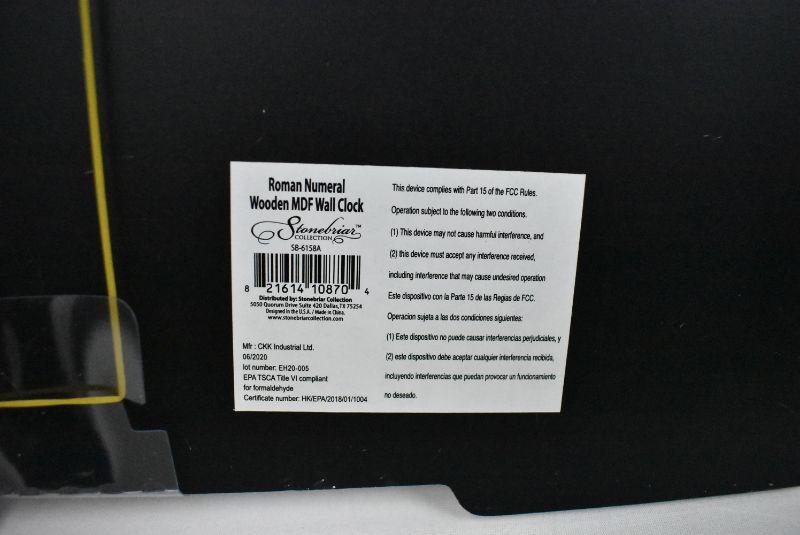 Roman Numeral
Wooden MDF Wall Clock
Stonebriar™
COLLECTION
SB-6158A
8 21614 10870 4
Distributed by: Stonebriar Collection
5050 Quorum Drive Suite 420 Dallas,TX 75254
Designed in the U.S.A. / Made in China.
www.stonebriarcollection.com
Mfr : CKK Industrial Ltd.
06/2020
lot number: EH20-005
EPA TSCA Title VI compliant
for formaldehyde
Certificate number: HK/EPA/2018/01/1004
This device complies with Part 15 of the FCC Rules.
Operation subject to the following two conditions.
(1) This device may not cause harmful interference, and
(2) this device must accept any interference received,
including interference that may cause undesired operation
Este dispositivo con la Parte 15 de las Regias de FCC.
Operacion sujeta a las dos condiciones siguientes:
(1) Este dispositivo no puede causar interferencias perjudiciales, y
(2) este dispositivo debe aceptar cualquier interferencia recibida,
incluyendo interferencias que puedan provocar un funcionamiento
no deseado.